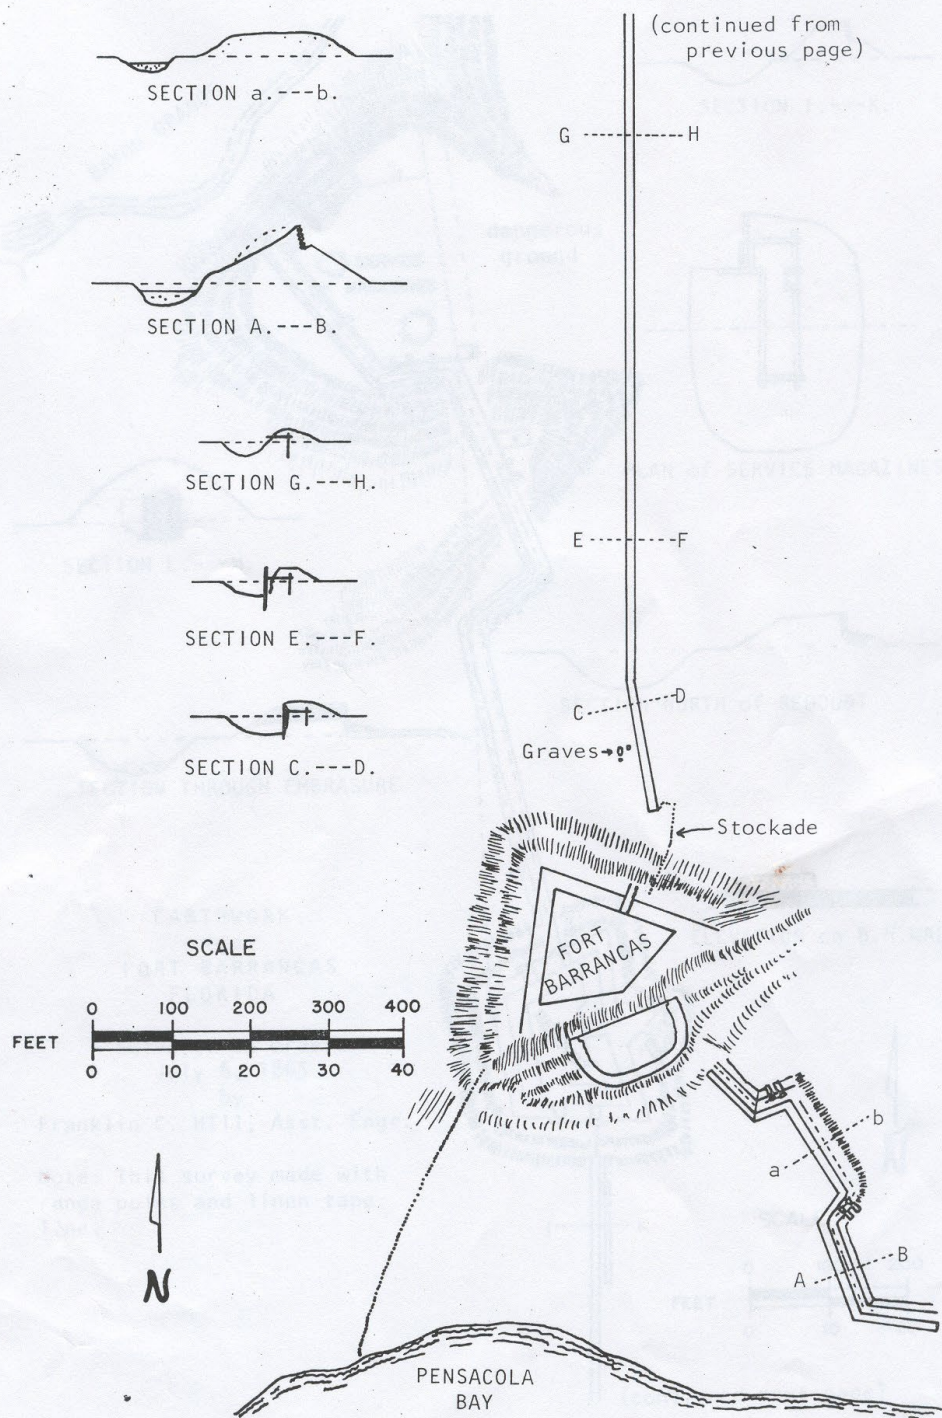 (continued from
previous page)
SECTION a.---b.
G H
SECTION A.---B.
SECTION G.---H.
E F
SECTION E.---F.
C D
SECTION C.---D.
Graves
Stockade
FORT
BARRANCAS
SCALE
0 100 200 300 400
FEET
0 10 20 30 40
b
a
B
A
N
PENSACOLA
BAY